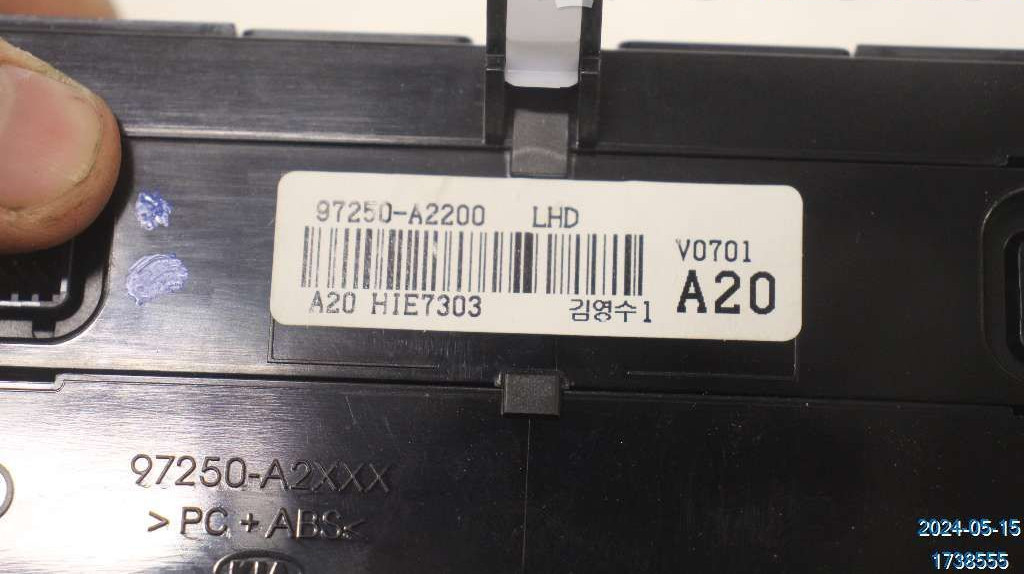 97250-A2200 LHD
V0701
A20 HIE7303
김영수1
A20
97250-A2XXX
>PC+ABS<
KIA
2024-05-15
1738555